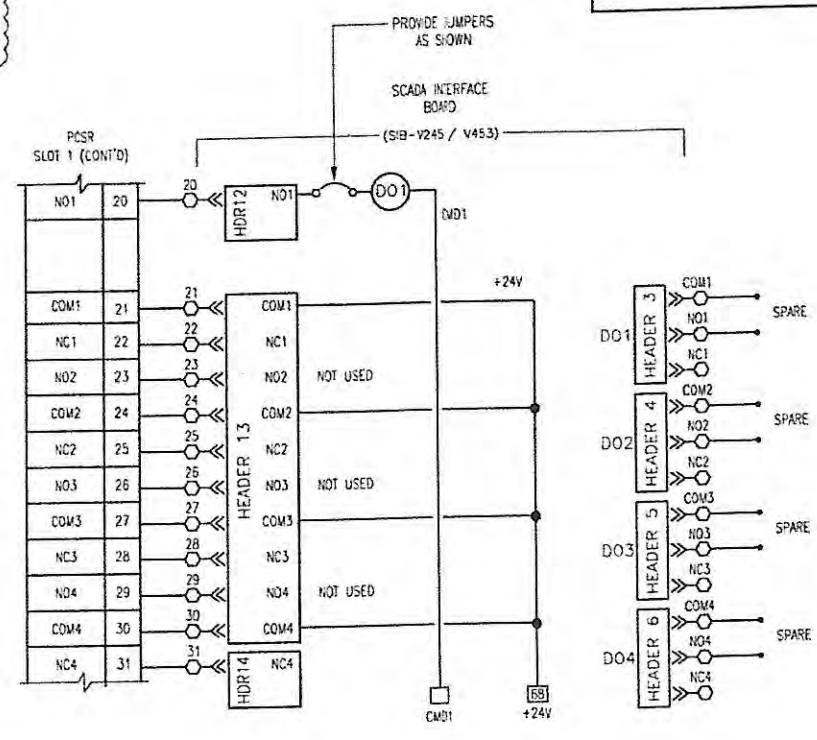 PROVIDE JUMPERS
AS SHOWN
SCADA INTERFACE
BOARD
(SIB-V245 / V453)
PCSR
SLOT 1 (CONT'D)
NO1 20 20 HDR12 NO1 DO1
CMD1
+24V
COM1 21 21 COM1
NC1 22 22 NC1
NO2 23 23 NO2 NOT USED
COM2 24 24 COM2
NC2 25 25 NC2
NO3 26 26 NO3 NOT USED
COM3 27 27 COM3
NC3 28 28 NC3
NO4 29 29 NO4 NOT USED
COM4 30 30 COM4
HEADER 13
NC4 31 31 HDR14 NC4
CMD1
68
+24V
DO1 HEADER 3 COM1
NO1 SPARE
NC1
DO2 HEADER 4 COM2
NO2 SPARE
NC2
DO3 HEADER 5 COM3
NO3 SPARE
NC3
DO4 HEADER 6 COM4
NO4 SPARE
NC4